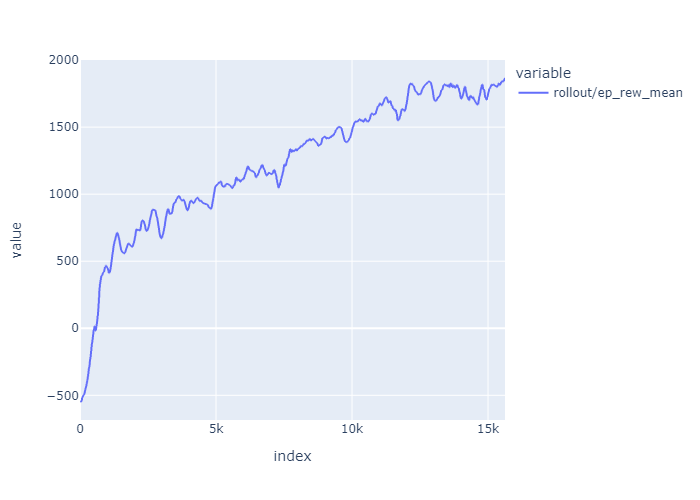 2000
1500
1000
500
0
−500
0
5k
10k
15k
index
value
variable
rollout/ep_rew_mean